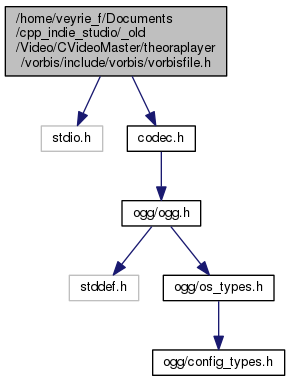 /home/veyrie_f/Documents
/cpp_indie_studio/_old
/Video/CVideoMaster/theoraplayer
/vorbis/include/vorbis/vorbisfile.h
stdio.h
codec.h
ogg/ogg.h
stddef.h
ogg/os_types.h
ogg/config_types.h